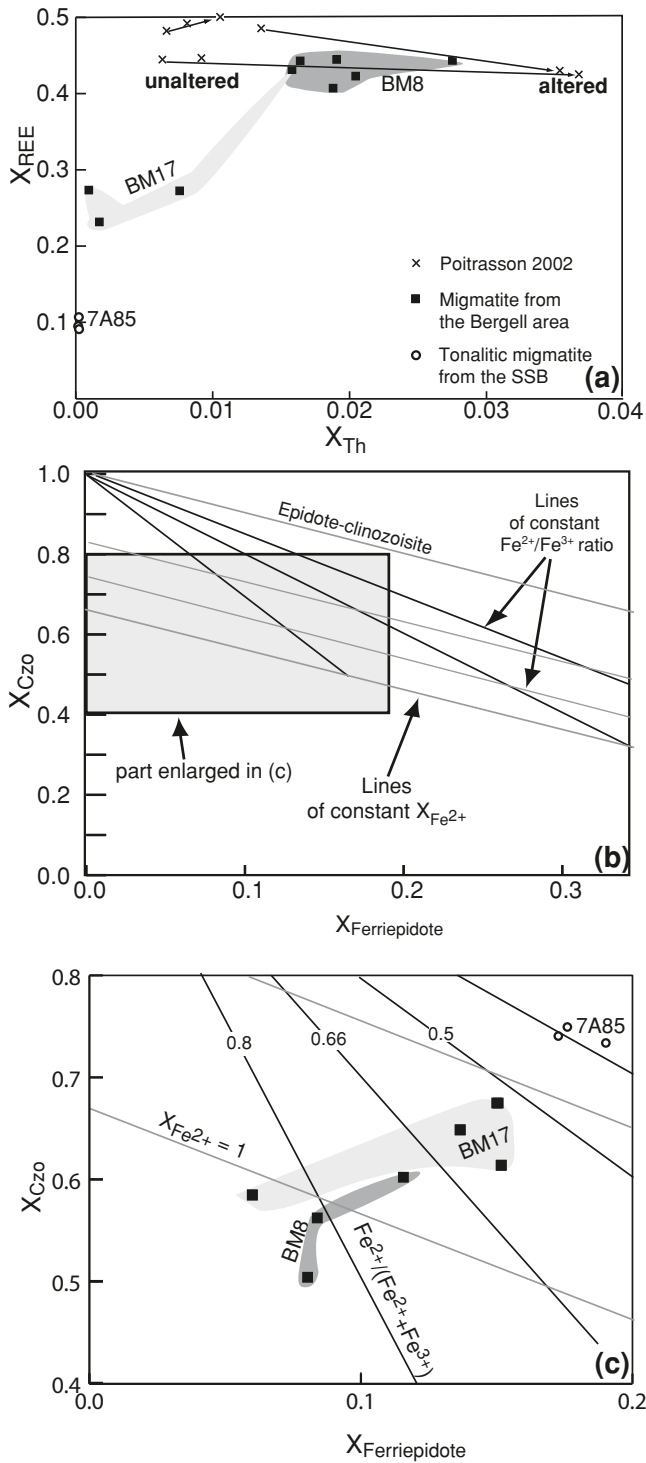 0.5
0.4
0.3
0.2
0.1
X_REE
unaltered
BM8
altered
BM17
7A85
Poitrasson 2002
Migmatite from
the Bergell area
Tonalitic migmatite
from the SSB
(a)
0.00
0.01
0.02
0.03
0.04
X_Th
1.0
0.8
0.6
0.4
0.2
0.0
X_Czo
Epidote-clinozoisite
Lines
of constant
Fe²⁺/Fe³⁺ ratio
part enlarged in (c)
Lines
of constant X_Fe²⁺
(b)
0.0
0.1
0.2
0.3
X_Ferriepidote
0.8
0.7
0.6
0.5
0.4
X_Czo
0.8
0.66
0.5
7A85
X_Fe²⁺ = 1
BM17
BM8
Fe²⁺/(Fe²⁺+Fe³⁺)
(c)
0.0
0.1
0.2
X_Ferriepidote